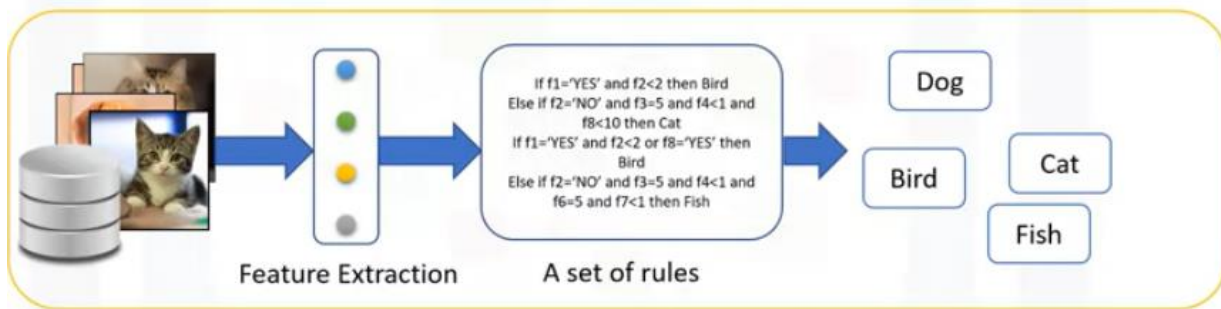 If f1='YES' and f2<2 then Bird
Else if f2='NO' and f3=5 and f4<1 and
f8<10 then Cat
If f1='YES' and f2<2 or f8='YES' then
Bird
Else if f2='NO' and f3=5 and f4<1 and
f6=5 and f7<1 then Fish
Feature Extraction
A set of rules
Dog
Bird
Cat
Fish